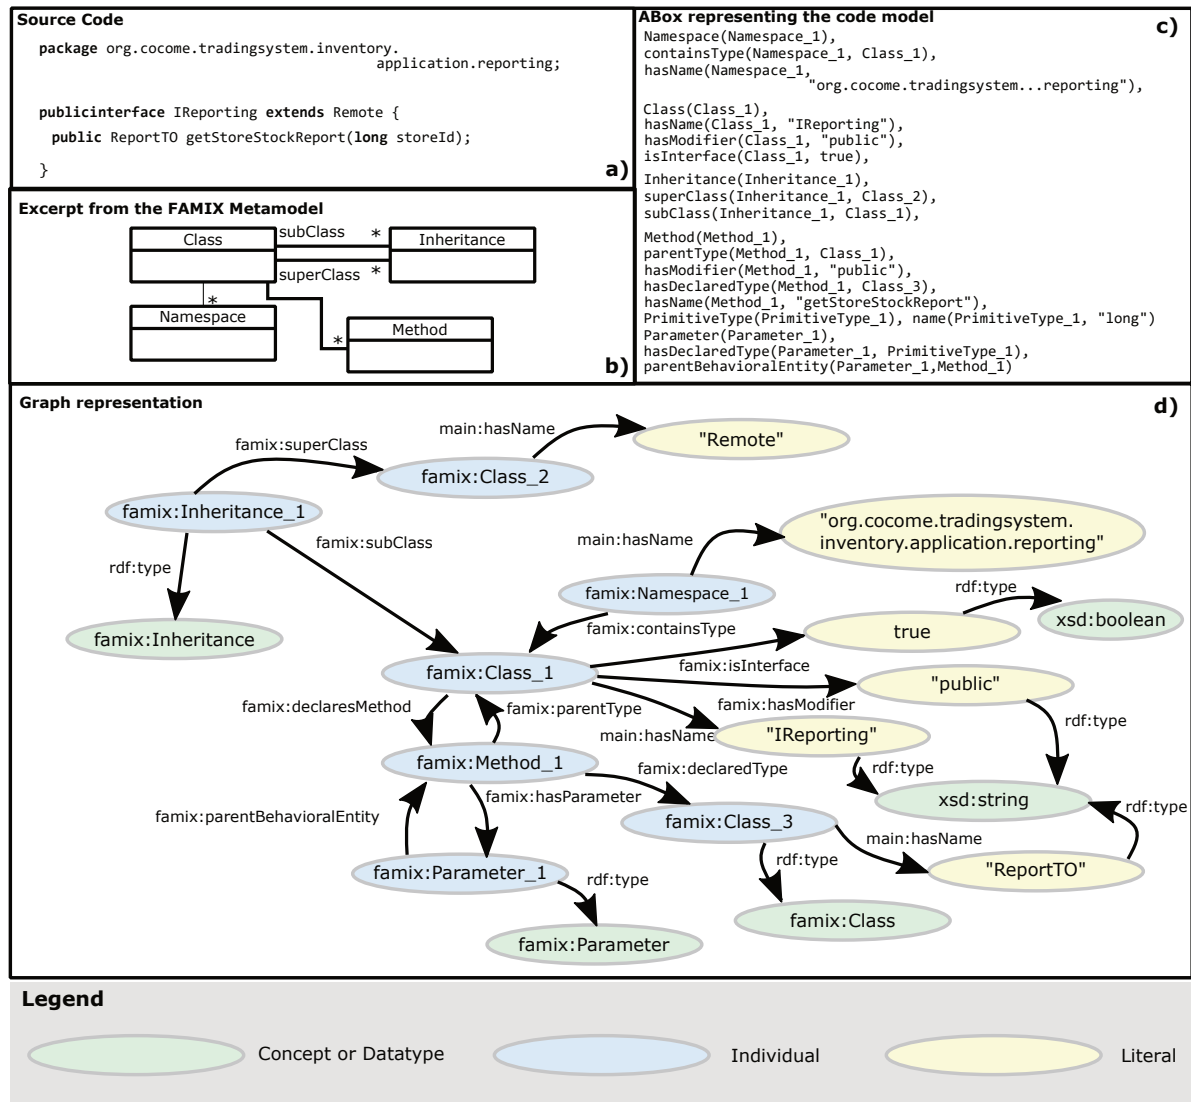 Source Code
package org.cocome.tradingsystem.inventory.
application.reporting;
publicinterface IReporting extends Remote {
public ReportTO getStoreStockReport(long storeId);
}
a)
Excerpt from the FAMIX Metamodel
Class
subClass
*
Inheritance
superClass
*
*
Namespace
*
Method
b)
ABox representing the code model
c)
Namespace(Namespace_1),
containsType(Namespace_1, Class_1),
hasName(Namespace_1,
"org.cocome.tradingsystem...reporting"),
Class(Class_1),
hasName(Class_1, "IReporting"),
hasModifier(Class_1, "public"),
isInterface(Class_1, true),
Inheritance(Inheritance_1),
superClass(Inheritance_1, Class_2),
subClass(Inheritance_1, Class_1),
Method(Method_1),
parentType(Method_1, Class_1),
hasModifier(Method_1, "public"),
hasDeclaredType(Method_1, Class_3),
hasName(Method_1, "getStoreStockReport"),
PrimitiveType(PrimitiveType_1), name(PrimitiveType_1, "long")
Parameter(Parameter_1),
hasDeclaredType(Parameter_1, PrimitiveType_1),
parentBehavioralEntity(Parameter_1,Method_1)
Graph representation
d)
main:hasName
"Remote"
famix:superClass
famix:Class_2
famix:Inheritance_1
"org.cocome.tradingsystem.
inventory.application.reporting"
famix:subClass
main:hasName
rdf:type
rdf:type
famix:Namespace_1
famix:Inheritance
famix:containsType
true
xsd:boolean
famix:Class_1
famix:isInterface
"public"
famix:declaresMethod
famix:parentType
famix:hasModifier
main:hasName
"IReporting"
rdf:type
famix:Method_1
famix:declaredType
rdf:type
famix:hasParameter
xsd:string
famix:parentBehavioralEntity
famix:Class_3
rdf:type
main:hasName
rdf:type
famix:Parameter_1
rdf:type
"ReportTO"
famix:Class
famix:Parameter
Legend
Concept or Datatype
Individual
Literal